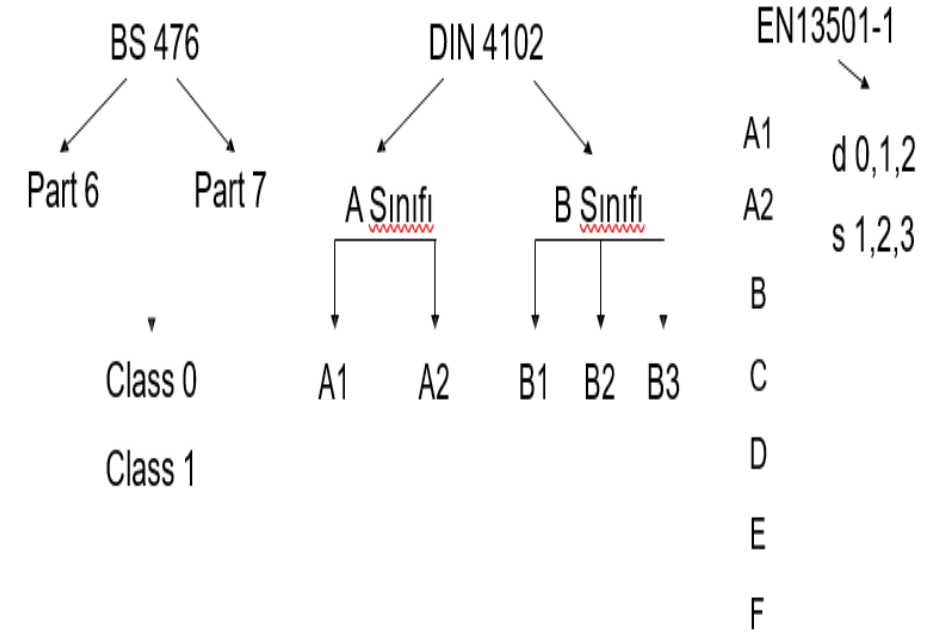 BS 476
DIN 4102
EN13501-1
Part 6
Part 7
A Sınıfı
B Sınıfı
A1
A2
d 0,1,2
s 1,2,3
B
Class 0
A1
A2
B1
B2
B3
C
Class 1
D
E
F